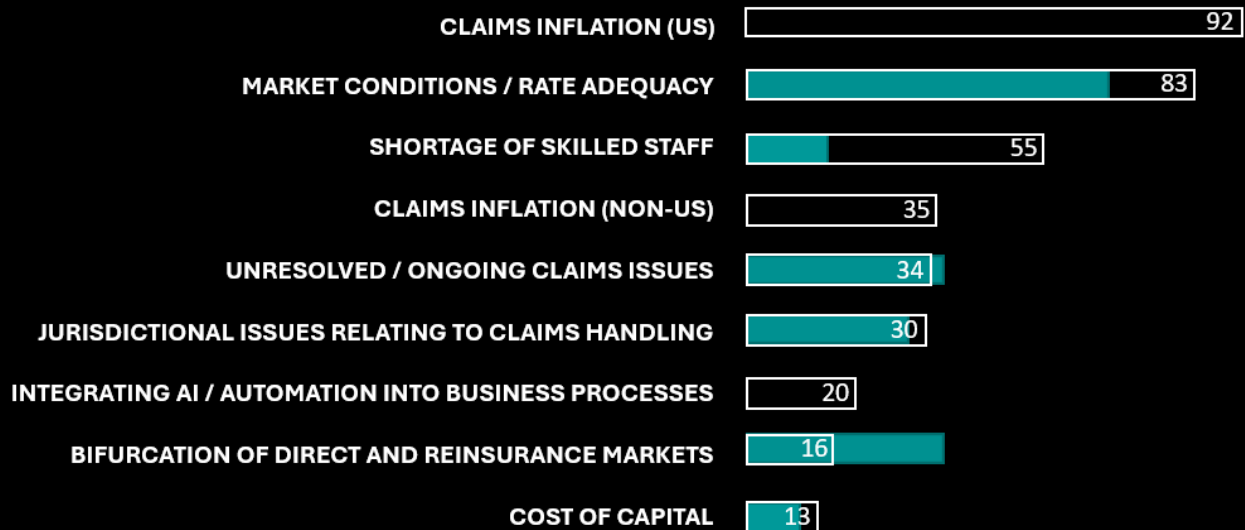 CLAIMS INFLATION (US) 92
MARKET CONDITIONS / RATE ADEQUACY 83
SHORTAGE OF SKILLED STAFF 55
CLAIMS INFLATION (NON-US) 35
UNRESOLVED / ONGOING CLAIMS ISSUES 34
JURISDICTIONAL ISSUES RELATING TO CLAIMS HANDLING 30
INTEGRATING AI / AUTOMATION INTO BUSINESS PROCESSES 20
BIFURCATION OF DIRECT AND REINSURANCE MARKETS 16
COST OF CAPITAL 13